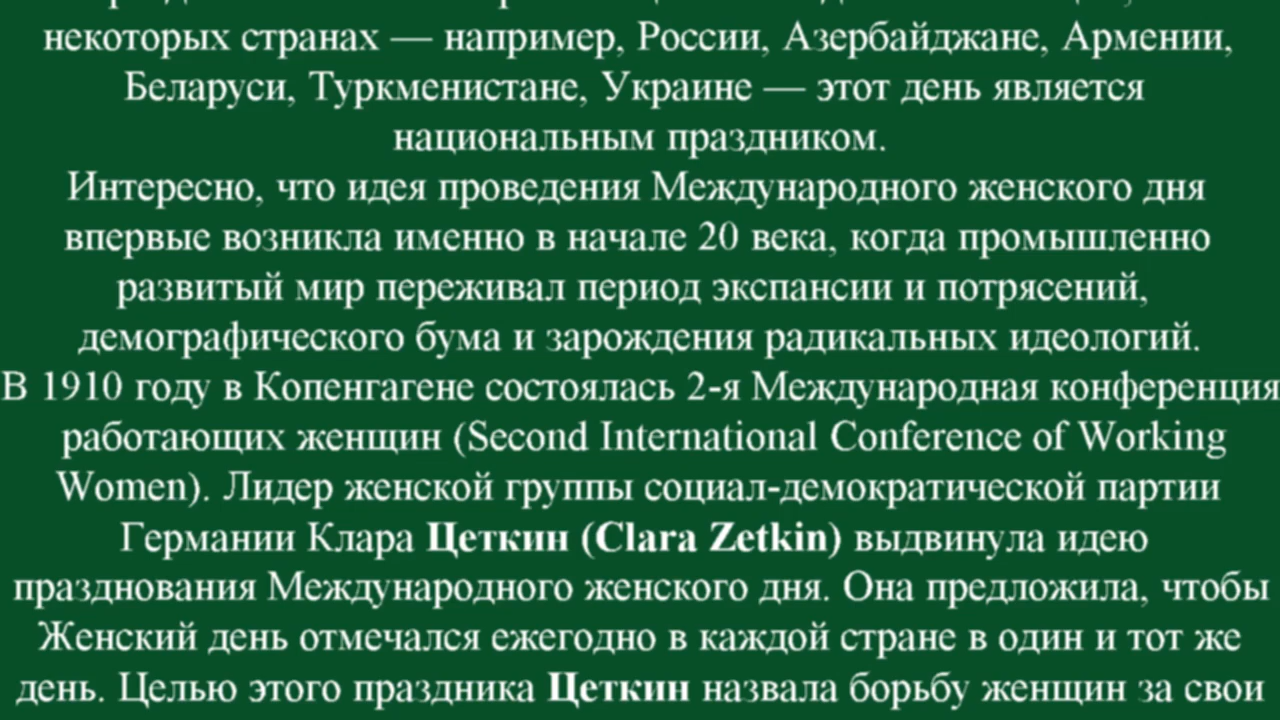 некоторых странах — например, России, Азербайджане, Армении,
Беларуси, Туркменистане, Украине — этот день является
национальным праздником.
Интересно, что идея проведения Международного женского дня
впервые возникла именно в начале 20 века, когда промышленно
развитый мир переживал период экспансии и потрясений,
демографического бума и зарождения радикальных идеологий.
В 1910 году в Копенгагене состоялась 2-я Международная конференция
работающих женщин (Second International Conference of Working
Women). Лидер женской группы социал-демократической партии
Германии Клара Цеткин (Clara Zetkin) выдвинула идею
празднования Международного женского дня. Она предложила, чтобы
Женский день отмечался ежегодно в каждой стране в один и тот же
день. Целью этого праздника Цеткин назвала борьбу женщин за свои